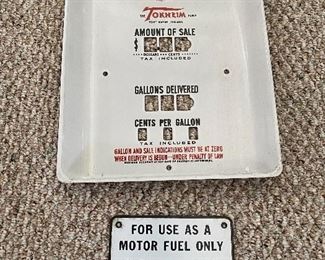 THE TOKHEIM PUMP
FORT WAYNE, INDIANA
AMOUNT OF SALE
$
DOLLARS CENTS
TAX INCLUDED
GALLONS DELIVERED
CENTS PER GALLON
TAX INCLUDED
GALLON AND SALE INDICATIONS MUST BE AT ZERO
WHEN DELIVERY IS BEGUN—UNDER PENALTY OF LAW
FOR USE AS A
MOTOR FUEL ONLY